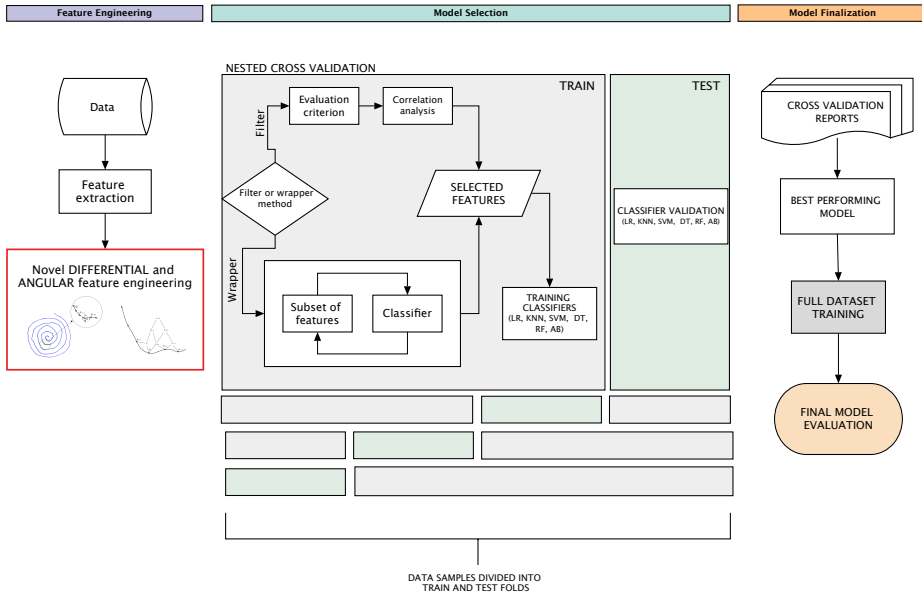 Feature Engineering
Model Selection
Model Finalization
Data
Feature
extraction
Novel DIFFERENTIAL and
ANGULAR feature engineering
NESTED CROSS VALIDATION
TRAIN
TEST
Filter
Evaluation
criterion
Correlation
analysis
Filter or wrapper
method
SELECTED
FEATURES
Wrapper
Subset of
features
Classifier
TRAINING
CLASSIFIERS
(LR, KNN, SVM, DT,
RF, AB)
CLASSIFIER VALIDATION
(LR, KNN, SVM, DT, RF, AB)
DATA SAMPLES DIVIDED INTO
TRAIN AND TEST FOLDS
CROSS VALIDATION
REPORTS
BEST PERFORMING
MODEL
FULL DATASET
TRAINING
FINAL MODEL
EVALUATION